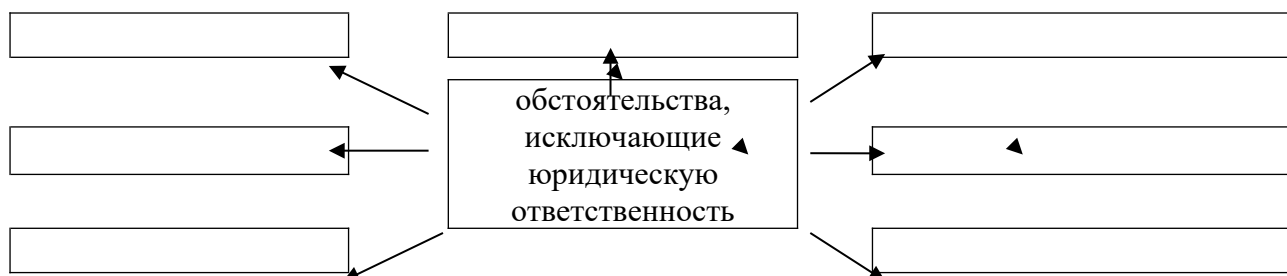 обстоятельства,
исключающие
юридическую
ответственность